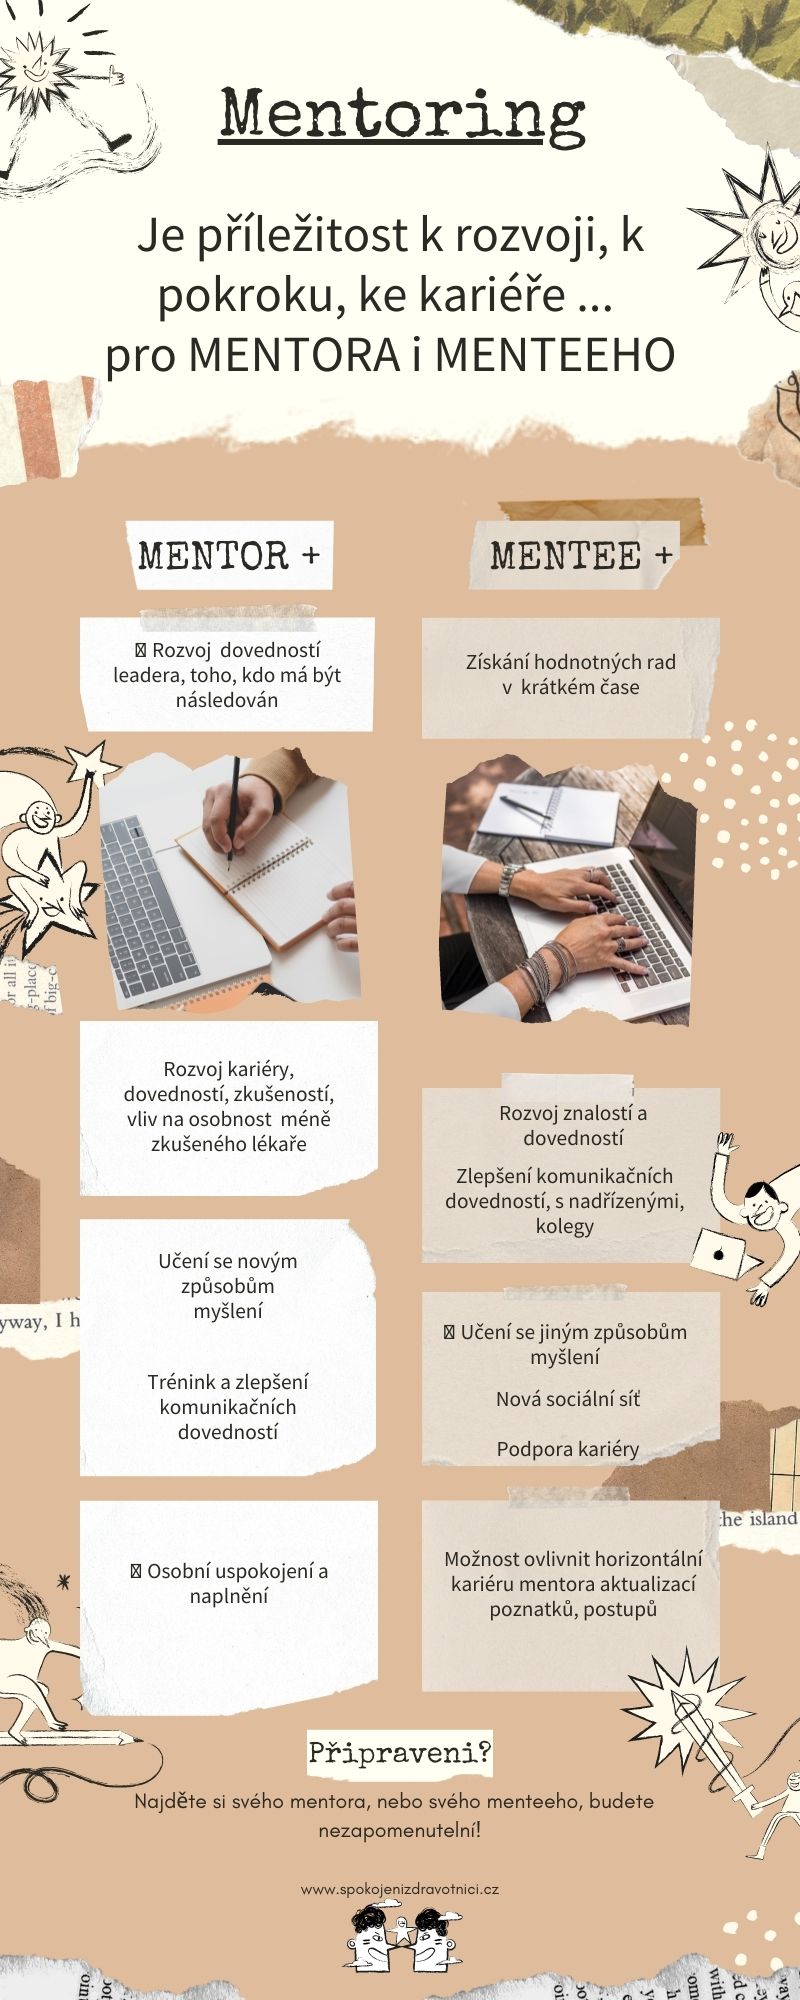 Mentoring
Je příležitost k rozvoji, k
pokroku, ke kariéře ...
pro MENTORA i MENTEEHO
MENTOR +
Rozvoj dovedností
leadera, toho, kdo má být
následován
Rozvoj kariéry,
dovedností, zkušeností,
vliv na osobnost méně
zkušeného lékaře
Učení se novým
způsobům
myšlení
Trénink a zlepšení
komunikačních
dovedností
Osobní uspokojení a
naplnění
MENTEE +
Získání hodnotných rad
v krátkém čase
Rozvoj znalostí a
dovedností
Zlepšení komunikačních
dovedností, s nadřízenými,
kolegy
Učení se jiným způsobům
myšlení
Nová sociální síť
Podpora kariéry
Možnost ovlivnit horizontální
kariéru mentora aktualizací
poznatků, postupů
yway, I h
the island
Připraveni?
Najděte si svého mentora, nebo svého menteeho, budete
nezapomenutelní!
www.spokojenizdravotnici.cz